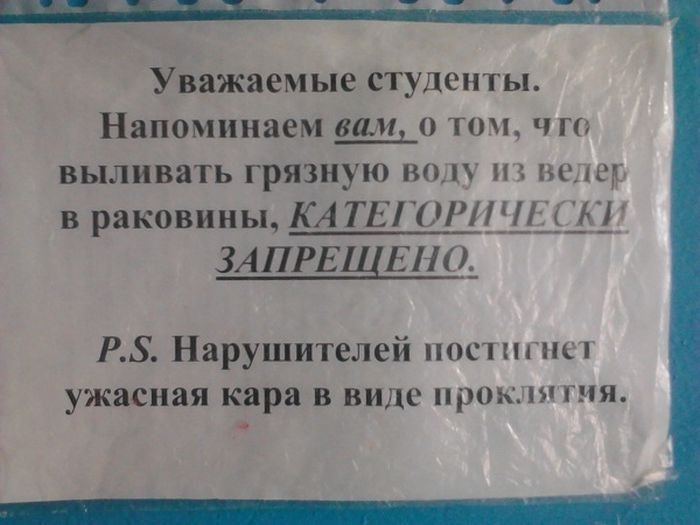 Уважаемые студенты.
Напоминаем вам, о том, что
выливать грязную воду из ведер
в раковины, КАТЕГОРИЧЕСКИ
ЗАПРЕЩЕНО.
P.S. Нарушителей постигнет
ужасная кара в виде проклятия.